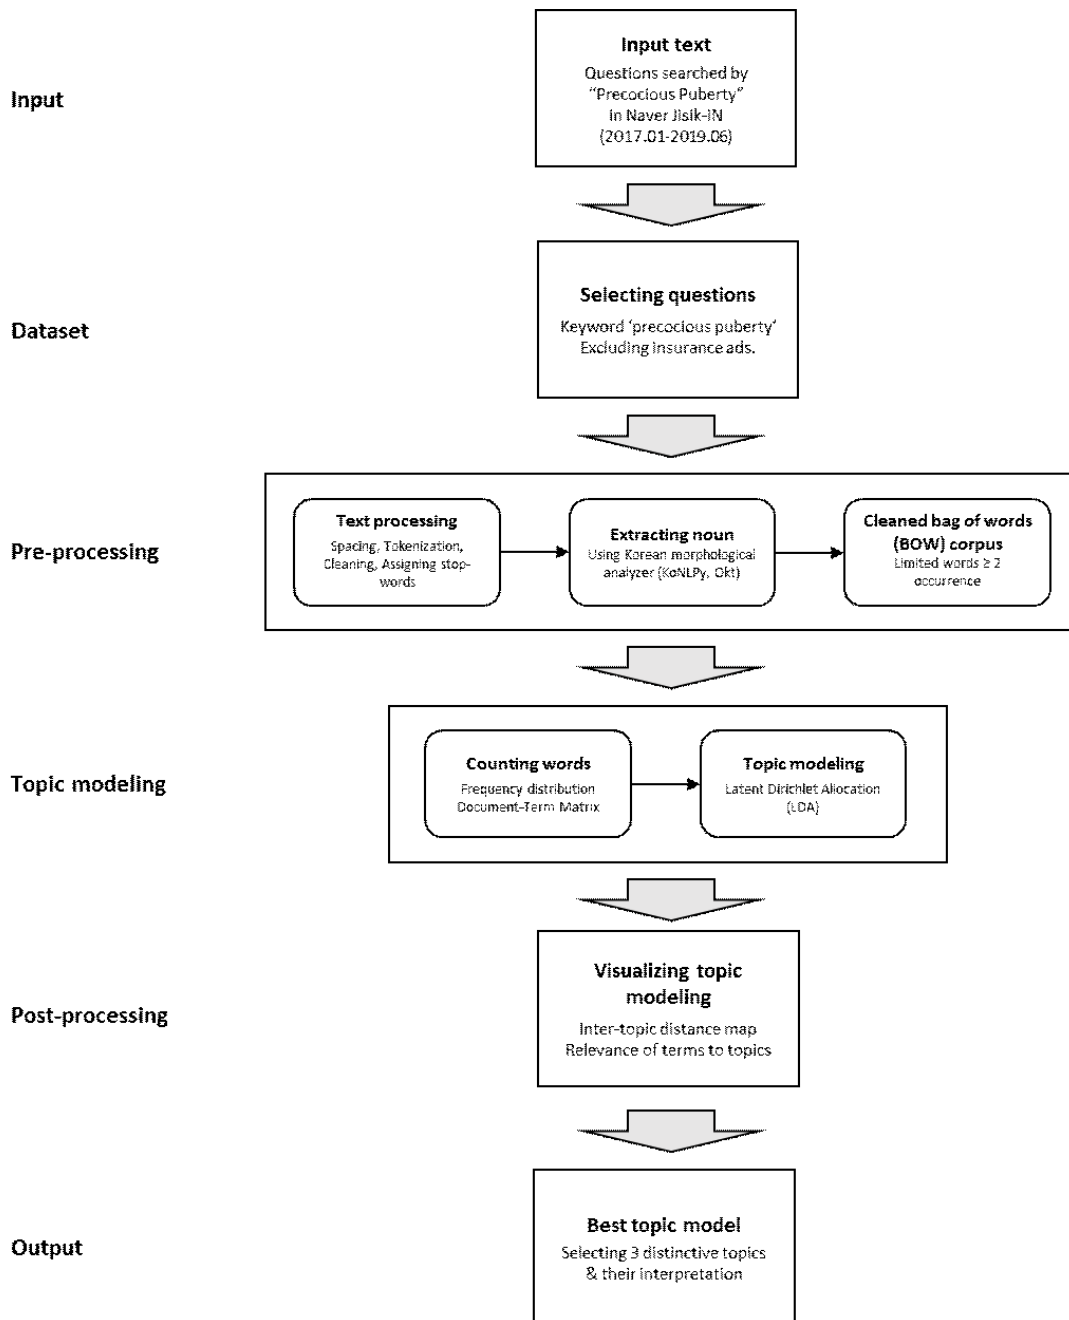 Input
Input text
Questions searched by
“Precocious Puberty”
in Naver Jisik-iN
(2017.01-2019.06)
Dataset
Selecting questions
Keyword ‘precocious puberty’
Excluding insurance ads.
Pre-processing
Text processing
Spacing, Tokenization,
Cleaning, Assigning stop-
words
Extracting noun
Using Korean morphological
analyzer (KoNLPy, Okt)
Cleaned bag of words
(BOW) corpus
Limited words ≥ 2
occurrence
Topic modeling
Counting words
Frequency distribution
Document-Term Matrix
Topic modeling
Latent Dirichlet Allocation
(LDA)
Post-processing
Visualizing topic
modeling
Inter-topic distance map
Relevance of terms to topics
Output
Best topic model
Selecting 3 distinctive topics
& their interpretation